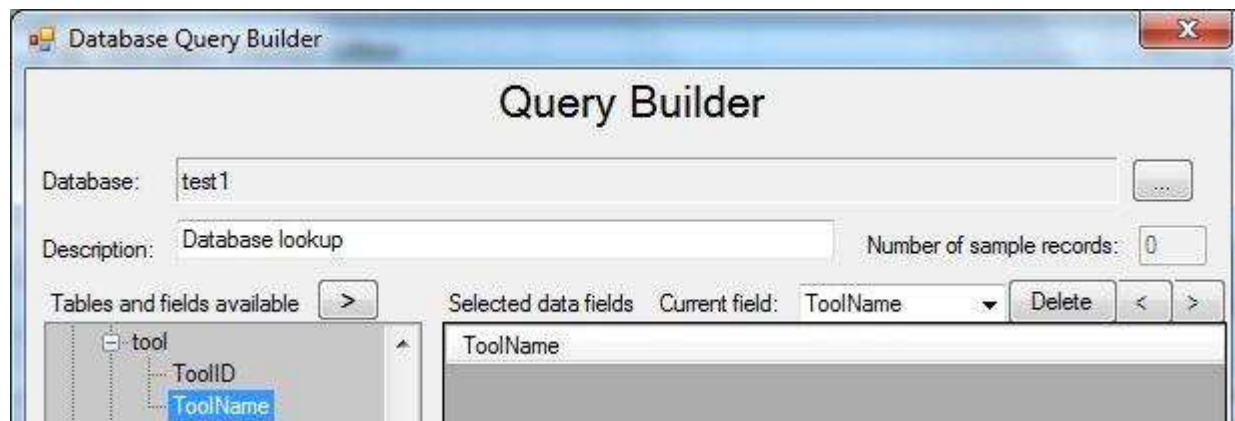 Database Query Builder
X
Query Builder
Database: test1 ...
Description: Database lookup Number of sample records: 0
Tables and fields available > Selected data fields Current field: ToolName Delete < >
tool ToolName
ToolID
ToolName